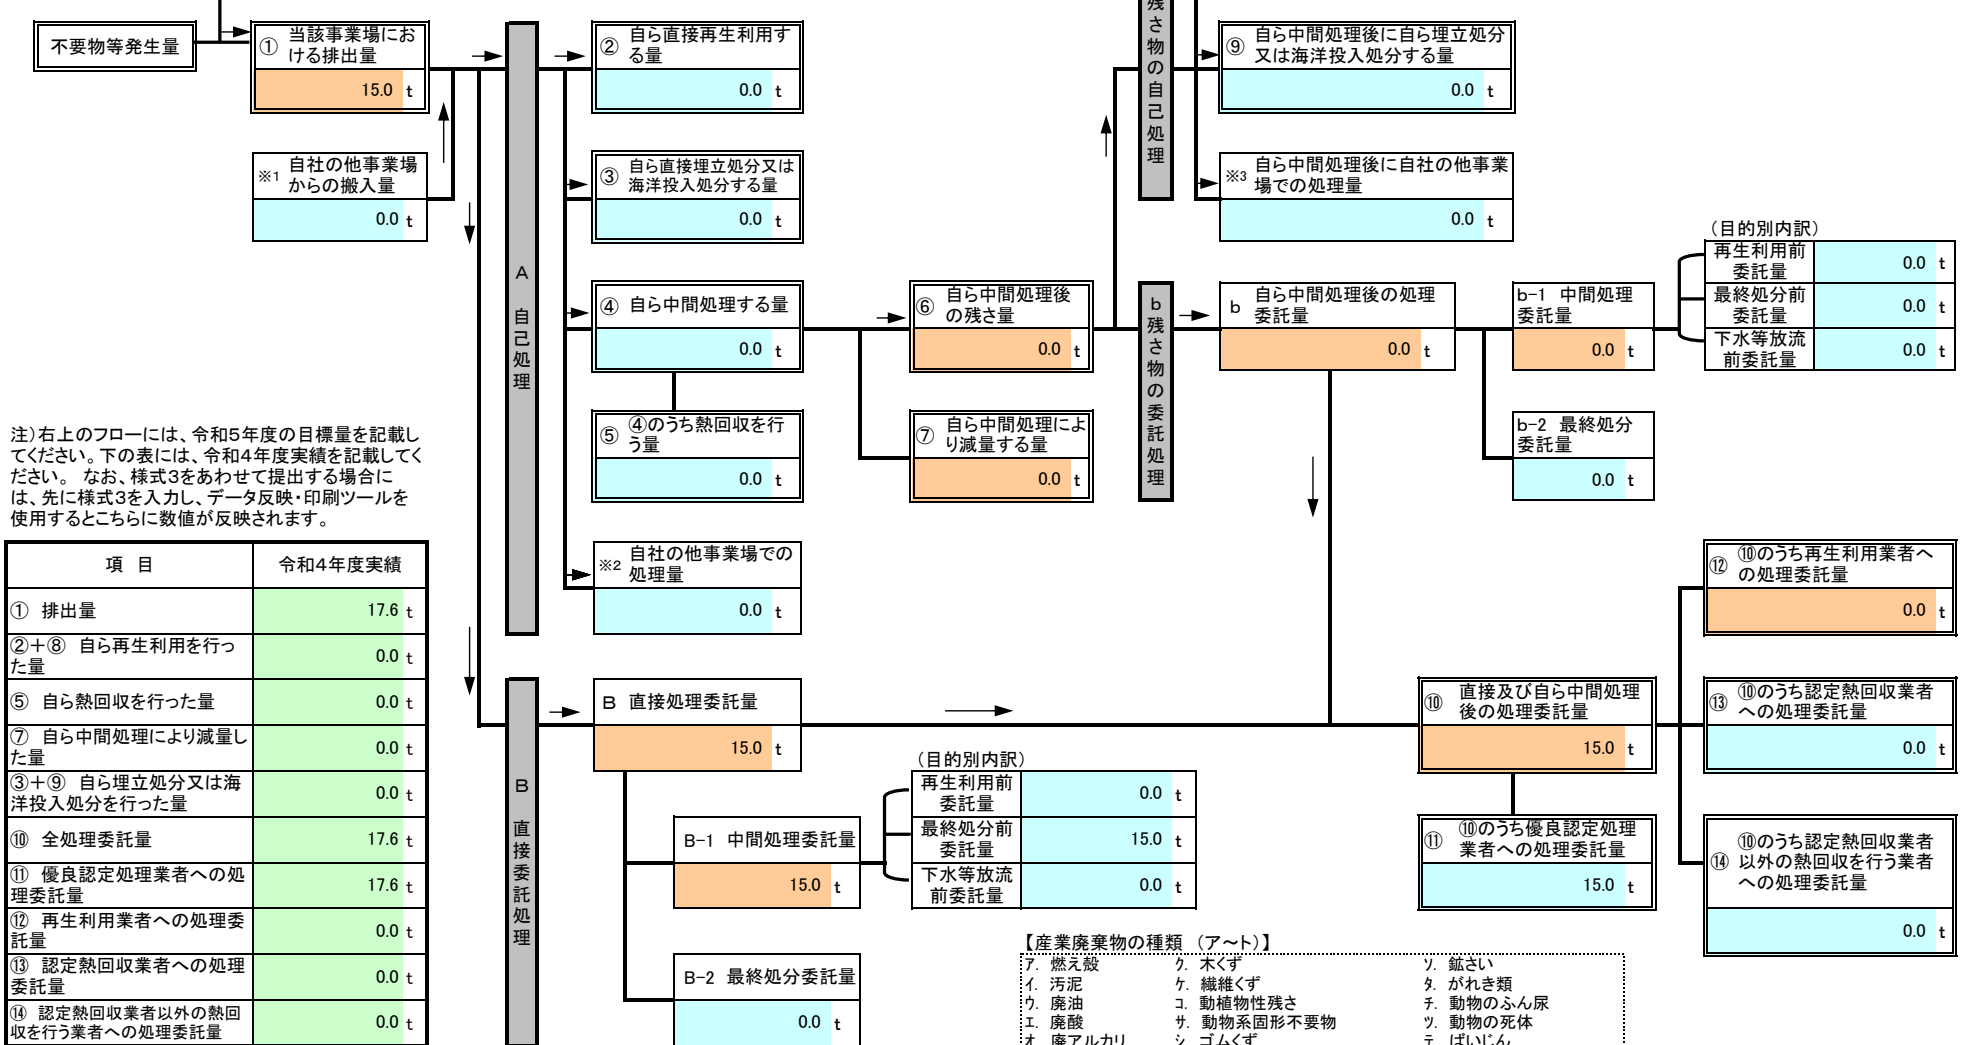 不要物等発生量
① 当該事業場にお
ける排出量
15.0 t
※1 自社の他事業場
からの搬入量
0.0 t
A 自己処理
② 自ら直接再生利用す
る量
0.0 t
③ 自ら直接埋立処分又は
海洋投入処分する量
0.0 t
④ 自ら中間処理する量
0.0 t
⑤ ④のうち熱回収を行
う量
0.0 t
※2 自社の他事業場での
処理量
0.0 t
⑥ 自ら中間処理後
の残さ量
0.0 t
⑦ 自ら中間処理によ
り減量する量
0.0 t
残さ物の自己処理
⑨ 自ら中間処理後に自ら埋立処分
又は海洋投入処分する量
0.0 t
※3 自ら中間処理後に自社の他事業
場での処理量
0.0 t
b 残さ物の委託処理
b 自ら中間処理後の処理
委託量
0.0 t
b-1 中間処理
委託量
0.0 t
b-2 最終処分
委託量
0.0 t
(目的別内訳)
再生利用前
委託量
0.0 t
最終処分前
委託量
0.0 t
下水等放流
前委託量
0.0 t
注)右上のフローには、令和5年度の目標量を記載し
てください。下の表には、令和4年度実績を記載してく
ださい。 なお、様式3をあわせて提出する場合に
は、先に様式3を入力し、データ反映・印刷ツールを
使用するとこちらに数値が反映されます。
項 目 令和4年度実績
① 排出量 17.6 t
②+⑧ 自ら再生利用を行っ
た量 0.0 t
⑤ 自ら熱回収を行った量 0.0 t
⑦ 自ら中間処理により減量し
た量 0.0 t
③+⑨ 自ら埋立処分又は海
洋投入処分を行った量 0.0 t
⑩ 全処理委託量 17.6 t
⑪ 優良認定処理業者への処
理委託量 17.6 t
⑫ 再生利用業者への処理委
託量 0.0 t
⑬ 認定熱回収業者への処理
委託量 0.0 t
⑭ 認定熱回収業者以外の熱回
収を行う業者への処理委託量 0.0 t
B 直接委託処理
B 直接処理委託量
15.0 t
B-1 中間処理委託量
15.0 t
B-2 最終処分委託量
0.0 t
(目的別内訳)
再生利用前
委託量
0.0 t
最終処分前
委託量
15.0 t
下水等放流
前委託量
0.0 t
⑩ 直接及び自ら中間処理
後の処理委託量
15.0 t
⑪ ⑩のうち優良認定処理
業者への処理委託量
15.0 t
⑫ ⑩のうち再生利用業者へ
の処理委託量
0.0 t
⑬ ⑩のうち認定熱回収業者
への処理委託量
0.0 t
⑭ ⑩のうち認定熱回収業者
以外の熱回収を行う業者
への処理委託量
0.0 t
【産業廃棄物の種類 (ア~ト)】
ア. 燃え殻 ク. 木くず ソ. 鉱さい
イ. 汚泥 ケ. 繊維くず タ. がれき類
ウ. 廃油 コ. 動植物性残さ チ. 動物のふん尿
エ. 廃酸 サ. 動物系固形不要物 ツ. 動物の死体
オ. 廃アルカリ シ. ゴムくず テ. ばいじん